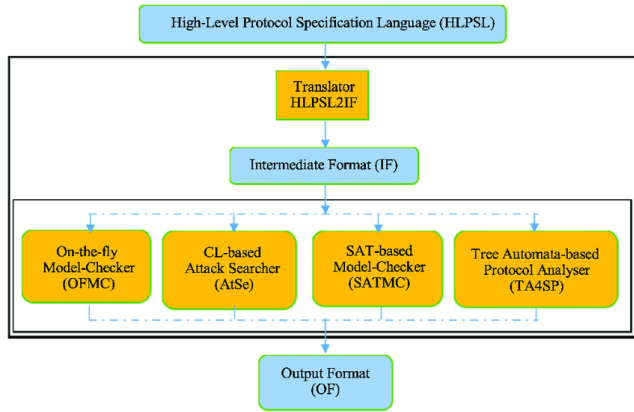 High-Level Protocol Specification Language (HLPSL)
Translator
HLPSL2IF
Intermediate Format (IF)
On-the-fly
Model-Checker
(OFMC)
CL-based
Attack Searcher
(AtSe)
SAT-based
Model-Checker
(SATMC)
Tree Automata-based
Protocol Analyser
(TA4SP)
Output Format
(OF)